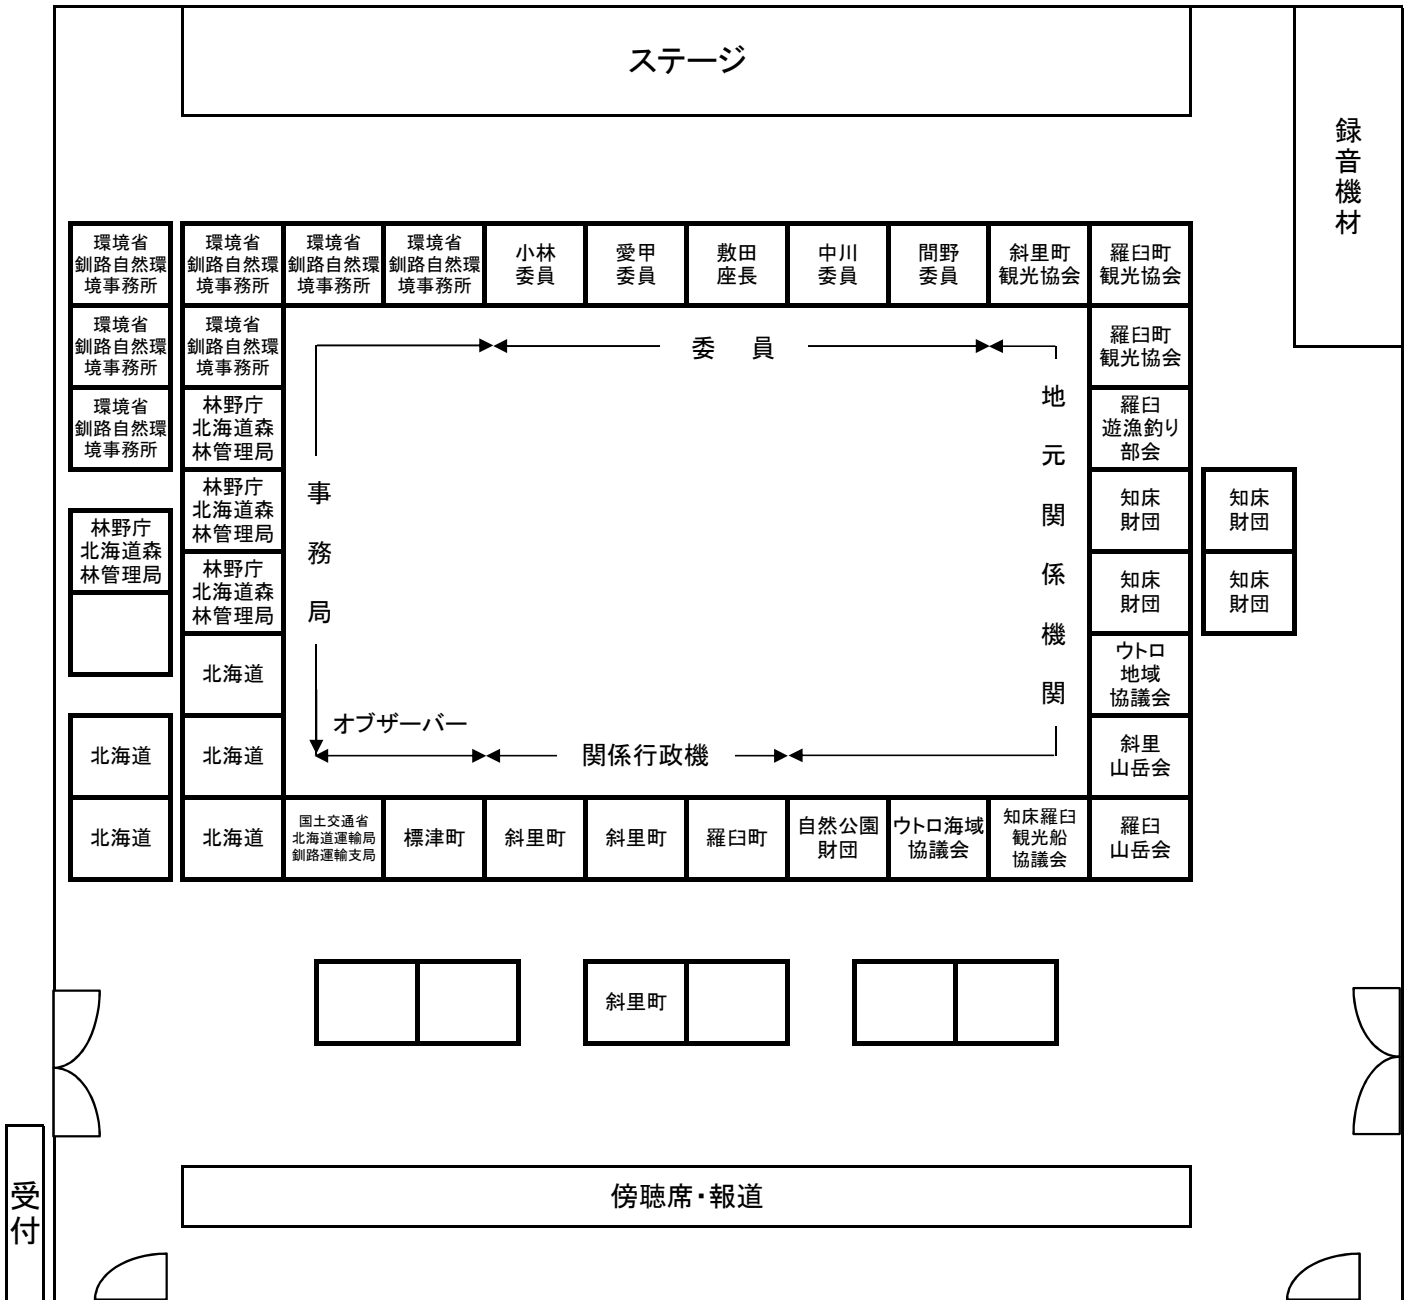 ステージ
録音機材
環境省
釧路自然環
境事務所
環境省
釧路自然環
境事務所
環境省
釧路自然環
境事務所
環境省
釧路自然環
境事務所
小林
委員
愛甲
委員
敷田
座長
中川
委員
間野
委員
斜里町
観光協会
羅臼町
観光協会
環境省
釧路自然環
境事務所
環境省
釧路自然環
境事務所
委 員
羅臼町
観光協会
環境省
釧路自然環
境事務所
林野庁
北海道森
林管理局
羅臼
遊漁釣り
部会
林野庁
北海道森
林管理局
事務局
地元関係機関
知床
財団
知床
財団
林野庁
北海道森
林管理局
林野庁
北海道森
林管理局
知床
財団
知床
財団
北海道
ウトロ
地域
協議会
オブザーバー
北海道
北海道
関係行政機
斜里
山岳会
北海道
北海道
国土交通省
北海道運輸局
釧路運輸支局
標津町
斜里町
斜里町
羅臼町
自然公園
財団
ウトロ海域
協議会
知床羅臼
観光船
協議会
羅臼
山岳会
斜里町
受付
傍聴席・報道